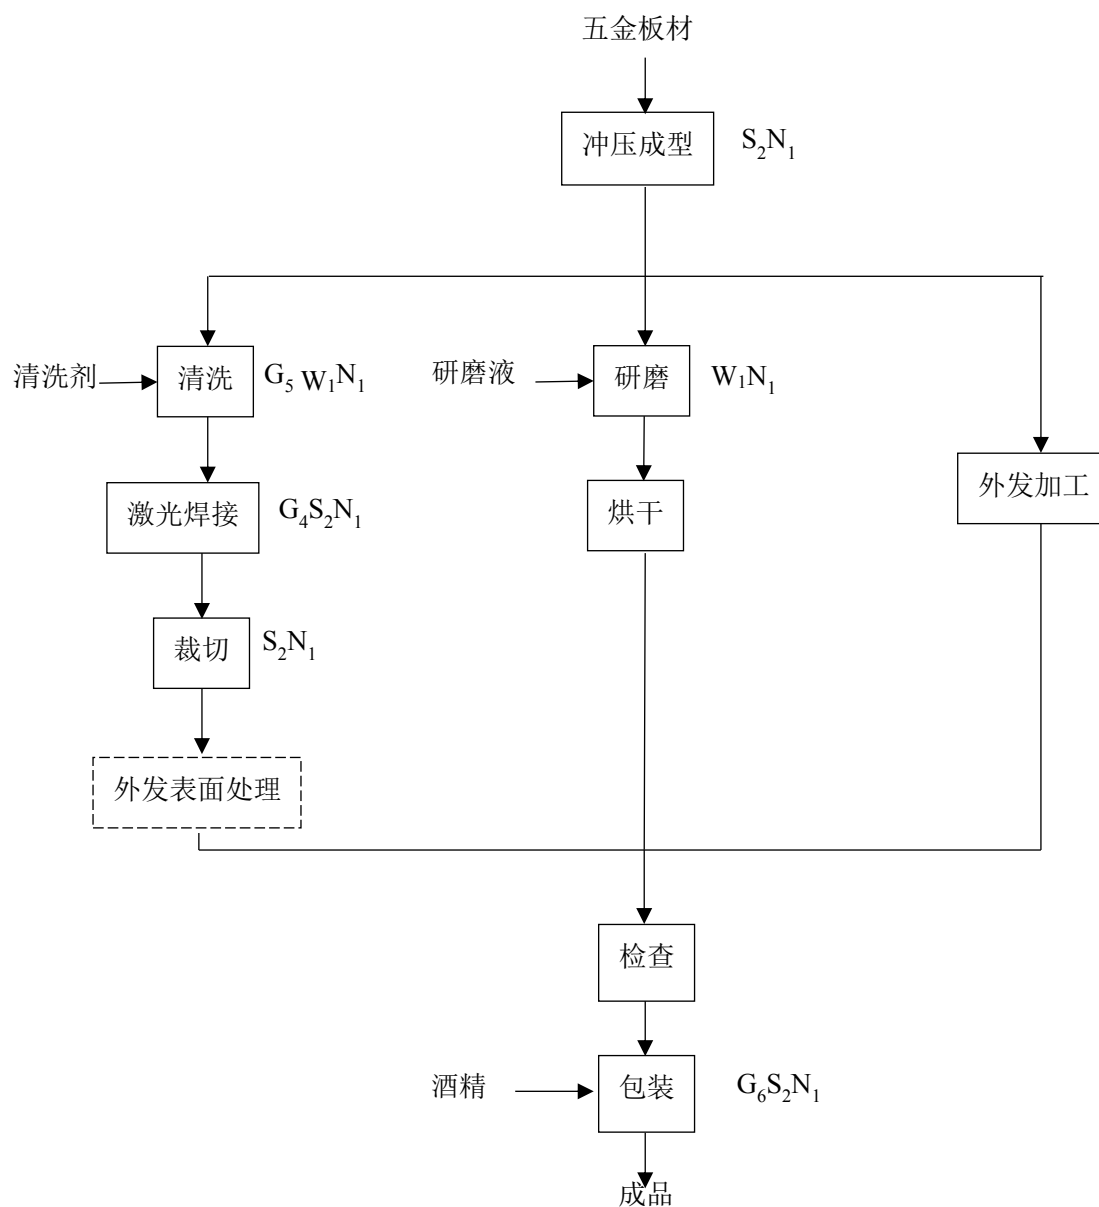 五金板材
冲压成型 S₂N₁
清洗剂 清洗 G₅ W₁N₁ 研磨液 研磨 W₁N₁
激光焊接 G₄S₂N₁ 烘干 外发加工
裁切 S₂N₁
外发表面处理
检查
酒精 包装 G₆S₂N₁
成品